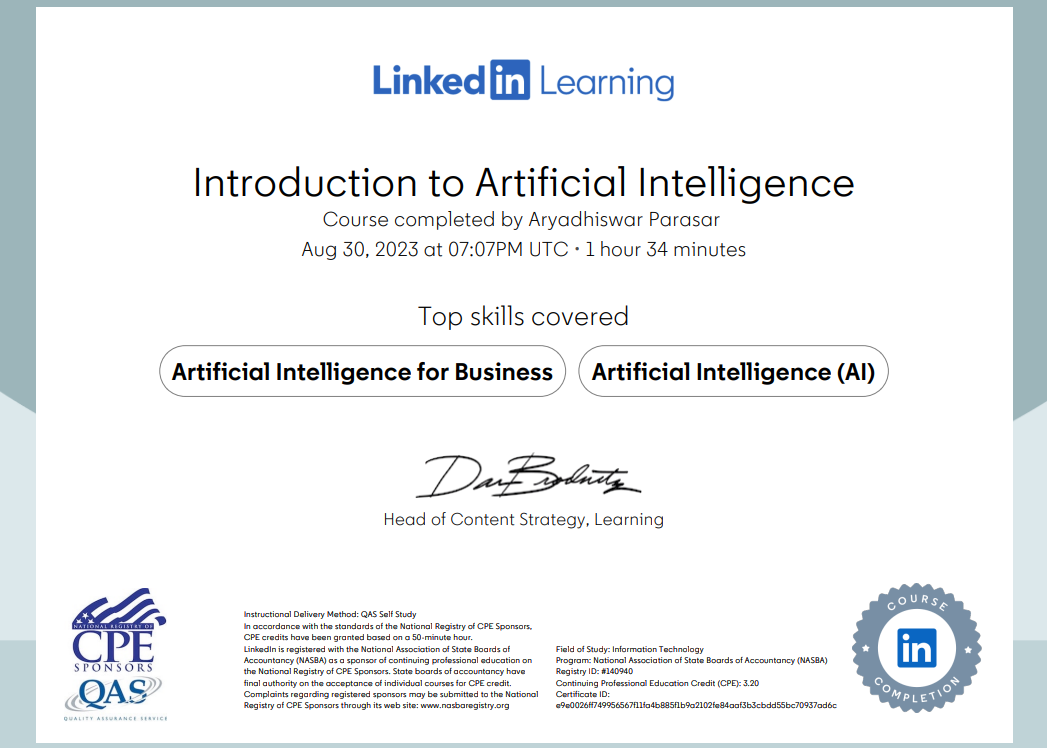 Linked in Learning
Introduction to Artificial Intelligence
Course completed by Aryadhiswar Parasar
Aug 30, 2023 at 07:07PM UTC • 1 hour 34 minutes
Top skills covered
Artificial Intelligence for Business
Artificial Intelligence (AI)
Head of Content Strategy, Learning
NATIONAL REGISTRY OF
CPE
SPONSORS
QAS
QUALITY ASSURANCE SERVICE
Instructional Delivery Method: QAS Self Study
In accordance with the standards of the National Registry of CPE Sponsors,
CPE credits have been granted based on a 50-minute hour.
LinkedIn is registered with the National Association of State Boards of
Accountancy (NASBA) as a sponsor of continuing professional education on
the National Registry of CPE Sponsors. State boards of accountancy have
final authority on the acceptance of individual courses for CPE credit.
Complaints regarding registered sponsors may be submitted to the National
Registry of CPE Sponsors through its web site: www.nasbaregistry.org
Field of Study: Information Technology
Program: National Association of State Boards of Accountancy (NASBA)
Registry ID: #140940
Continuing Professional Education Credit (CPE): 3.20
Certificate ID:
COURSE
in
COMPLETION